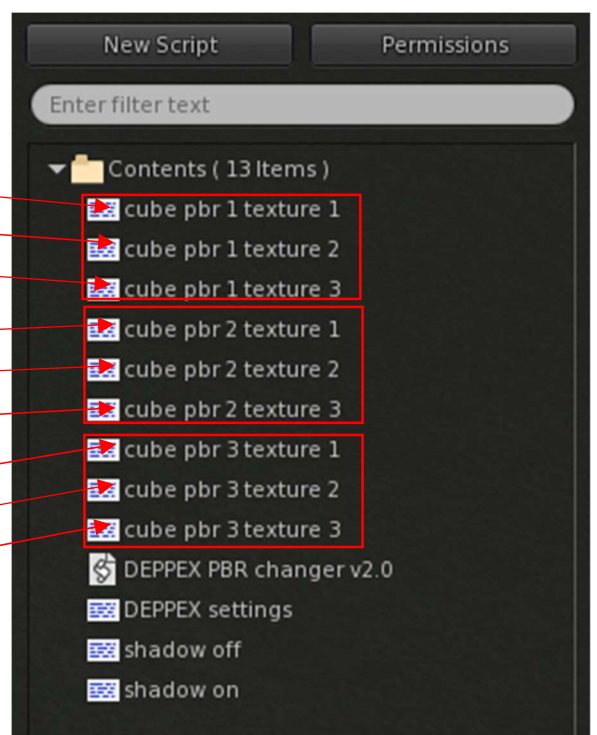 New Script Permissions
Enter filter text
Contents ( 13 Items )
cube pbr 1 texture 1
cube pbr 1 texture 2
cube pbr 1 texture 3
cube pbr 2 texture 1
cube pbr 2 texture 2
cube pbr 2 texture 3
cube pbr 3 texture 1
cube pbr 3 texture 2
cube pbr 3 texture 3
DEPPEX PBR changer v2.0
DEPPEX settings
shadow off
shadow on